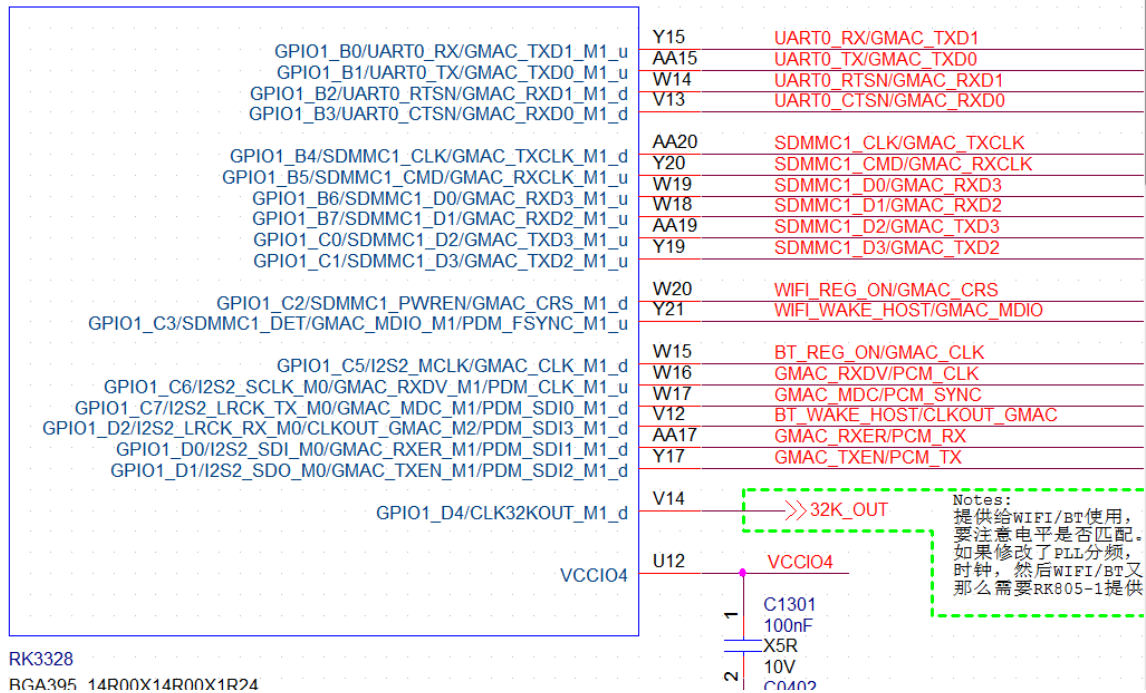 GPIO1_B0/UART0_RX/GMAC_TXD1_M1_u Y15 UART0_RX/GMAC_TXD1
GPIO1_B1/UART0_TX/GMAC_TXD0_M1_u AA15 UART0_TX/GMAC_TXD0
GPIO1_B2/UART0_RTSN/GMAC_RXD1_M1_d W14 UART0_RTSN/GMAC_RXD1
GPIO1_B3/UART0_CTSN/GMAC_RXD0_M1_d V13 UART0_CTSN/GMAC_RXD0
GPIO1_B4/SDMMC1_CLK/GMAC_TXCLK_M1_d AA20 SDMMC1_CLK/GMAC_TXCLK
GPIO1_B5/SDMMC1_CMD/GMAC_RXCLK_M1_u Y20 SDMMC1_CMD/GMAC_RXCLK
GPIO1_B6/SDMMC1_D0/GMAC_RXD3_M1_u W19 SDMMC1_D0/GMAC_RXD3
GPIO1_B7/SDMMC1_D1/GMAC_RXD2_M1_u W18 SDMMC1_D1/GMAC_RXD2
GPIO1_C0/SDMMC1_D2/GMAC_TXD3_M1_u AA19 SDMMC1_D2/GMAC_TXD3
GPIO1_C1/SDMMC1_D3/GMAC_TXD2_M1_u Y19 SDMMC1_D3/GMAC_TXD2
GPIO1_C2/SDMMC1_PWREN/GMAC_CRS_M1_d W20 WIFI_REG_ON/GMAC_CRS
GPIO1_C3/SDMMC1_DET/GMAC_MDIO_M1/PDM_FSYNC_M1_u Y21 WIFI_WAKE_HOST/GMAC_MDIO
GPIO1_C5/I2S2_MCLK/GMAC_CLK_M1_d W15 BT_REG_ON/GMAC_CLK
GPIO1_C6/I2S2_SCLK_M0/GMAC_RXDV_M1/PDM_CLK_M1_u W16 GMAC_RXDV/PCM_CLK
GPIO1_C7/I2S2_LRCK_TX_M0/GMAC_MDC_M1/PDM_SDI0_M1_d W17 GMAC_MDC/PCM_SYNC
GPIO1_D2/I2S2_LRCK_RX_M0/CLKOUT_GMAC_M2/PDM_SDI3_M1_d V12 BT_WAKE_HOST/CLKOUT_GMAC
GPIO1_D0/I2S2_SDI_M0/GMAC_RXER_M1/PDM_SDI1_M1_d AA17 GMAC_RXER/PCM_RX
GPIO1_D1/I2S2_SDO_M0/GMAC_TXEN_M1/PDM_SDI2_M1_d Y17 GMAC_TXEN/PCM_TX
GPIO1_D4/CLK32KOUT_M1_d V14 32K_OUT
Notes:
提供给WIFI/BT使用，
要注意电平是否匹配。
如果修改了PLL分频，
时钟，然后WIFI/BT又
那么需要RK805-1提供
VCCIO4 U12 VCCIO4
1
C1301
100nF
X5R
10V
2
C0402
RK3328
BGA395_14R00X14R00X1R24